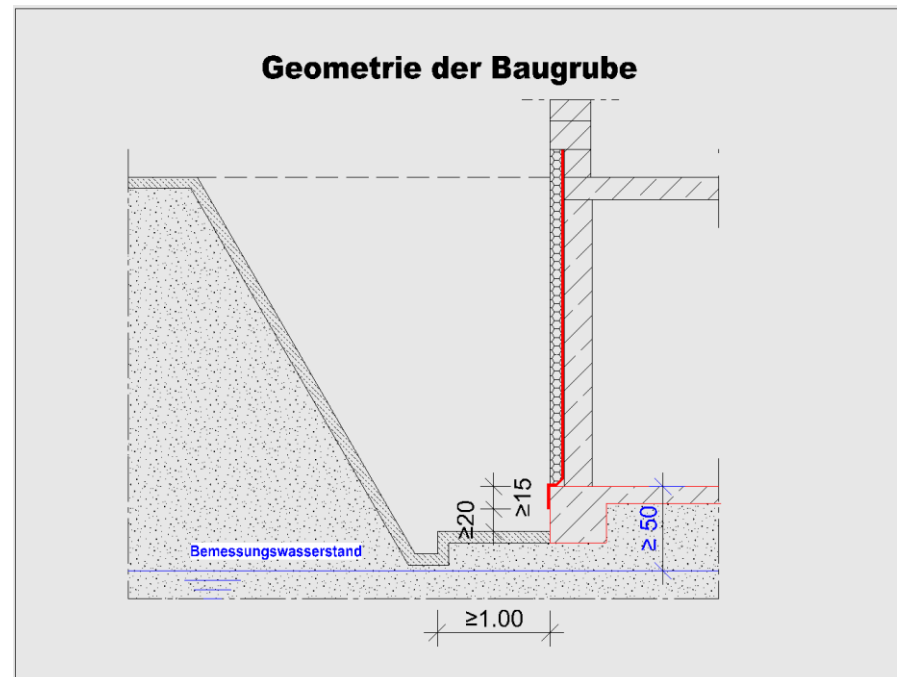 Geometrie der Baugrube
≥15
≥20
≥ 50
Bemessungswasserstand
≥1.00